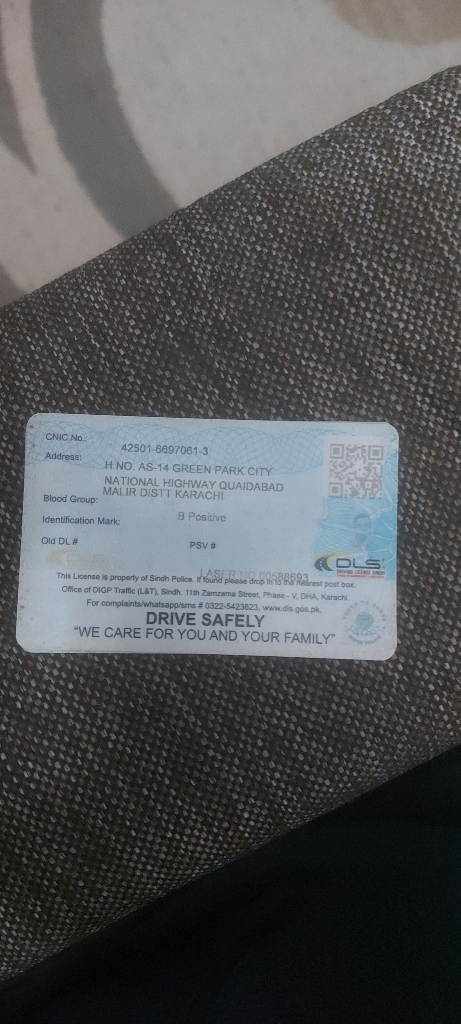 CNIC No.: 42501-6697061-3
Address: H NO. AS-14 GREEN PARK CITY
NATIONAL HIGHWAY QUAIDABAD
MALIR DISTT KARACHI
Blood Group: B Positive
Identification Mark:
Old DL # PSV #
DLS
LASER NO.00588693
This License is property of Sindh Police. If found please drop in to the nearest post box.
Office of DIGP Traffic (L&T), Sindh. 11th Zamzama Street, Phase - V, DHA, Karachi.
For complaints/whatsapp/sms # 0322-5423623, www.dls.gos.pk,
DRIVE SAFELY
"WE CARE FOR YOU AND YOUR FAMILY"